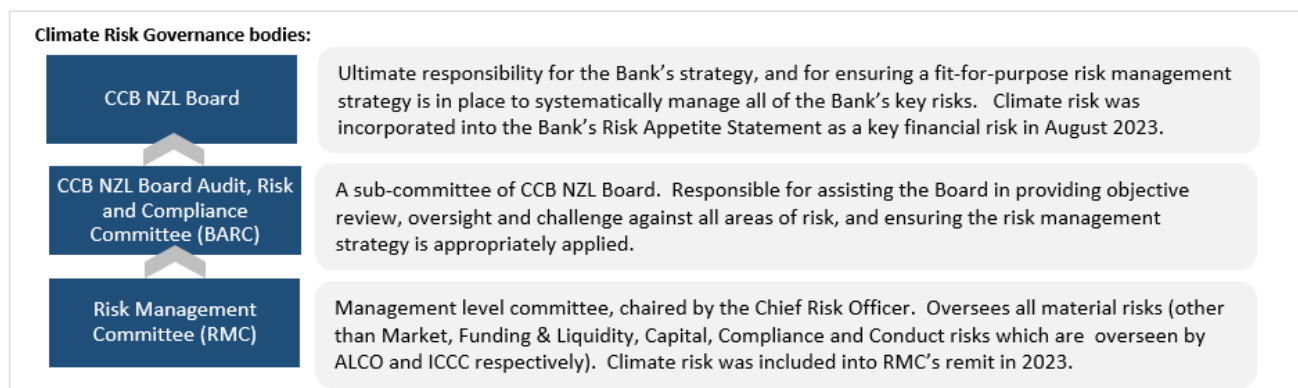 Climate Risk Governance bodies:
CCB NZL Board
Ultimate responsibility for the Bank's strategy, and for ensuring a fit-for-purpose risk management
strategy is in place to systematically manage all of the Bank's key risks.   Climate risk was
incorporated into the Bank's Risk Appetite Statement as a key financial risk in August 2023.
CCB NZL Board Audit, Risk
and Compliance
Committee (BARC)
A sub-committee of CCB NZL Board.  Responsible for assisting the Board in providing objective
review, oversight and challenge against all areas of risk, and ensuring the risk management
strategy is appropriately applied.
Risk Management
Committee (RMC)
Management level committee, chaired by the Chief Risk Officer.  Oversees all material risks (other
than Market, Funding & Liquidity, Capital, Compliance and Conduct risks which are  overseen by
ALCO and ICCC respectively).  Climate risk was included into RMC's remit in 2023.